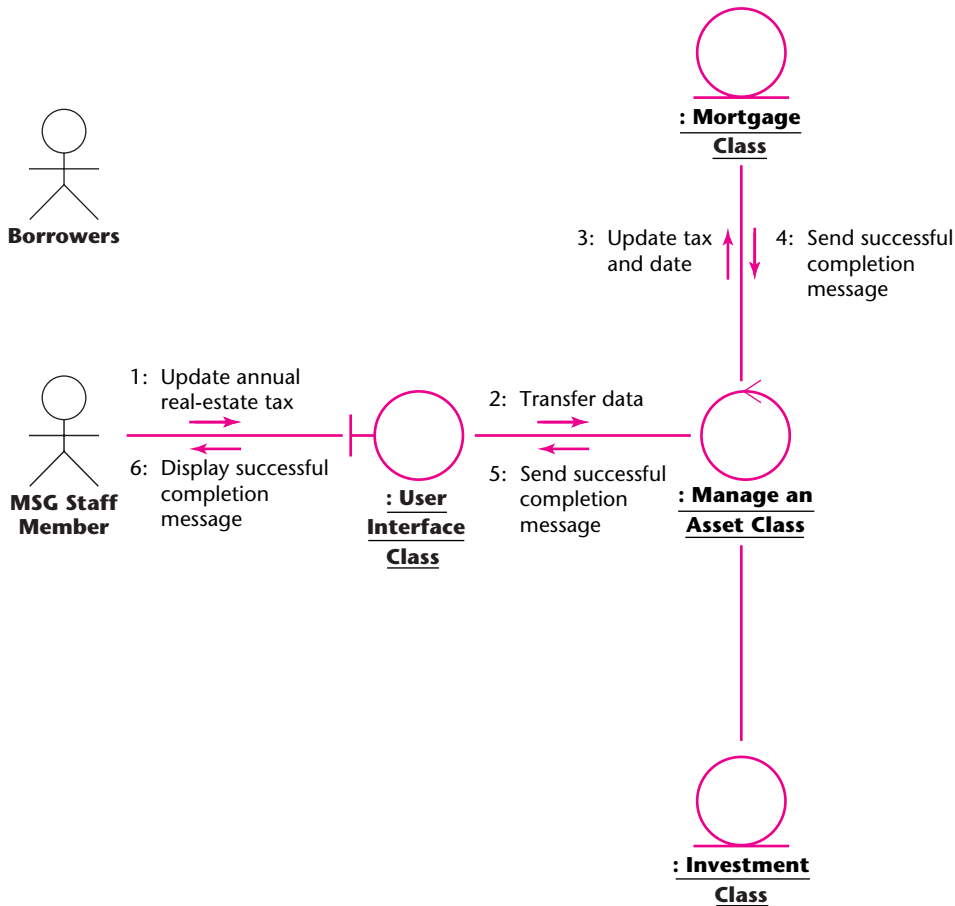 : Mortgage
Class
Borrowers
3: Update tax
and date
4: Send successful
completion
message
1: Update annual
real-estate tax
2: Transfer data
6: Display successful
completion
message
5: Send successful
completion
message
MSG Staff
Member
: User
Interface
Class
: Manage an
Asset Class
: Investment
Class